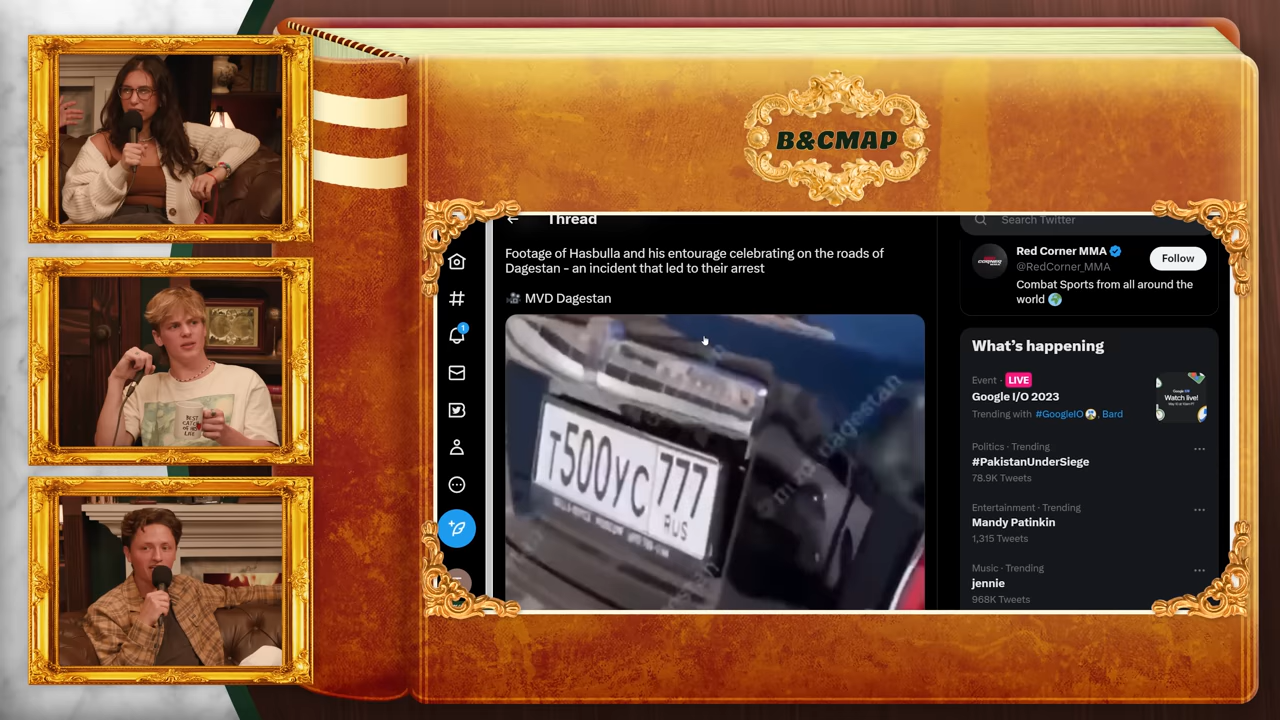 B&CMAP
Thread
Search Twitter
Footage of Hasbulla and his entourage celebrating on the roads of
Dagestan - an incident that led to their arrest
MVD Dagestan
T500YC 777
RUS
1
Red Corner MMA
@RedCorner_MMA
Follow
Combat Sports from all around the
world
What's happening
Event · LIVE
Google I/O 2023
Trending with #GoogleIO, Bard
Watch live!
Politics · Trending
#PakistanUnderSiege
78.9K Tweets
Entertainment · Trending
Mandy Patinkin
1,315 Tweets
Music · Trending
jennie
968K Tweets